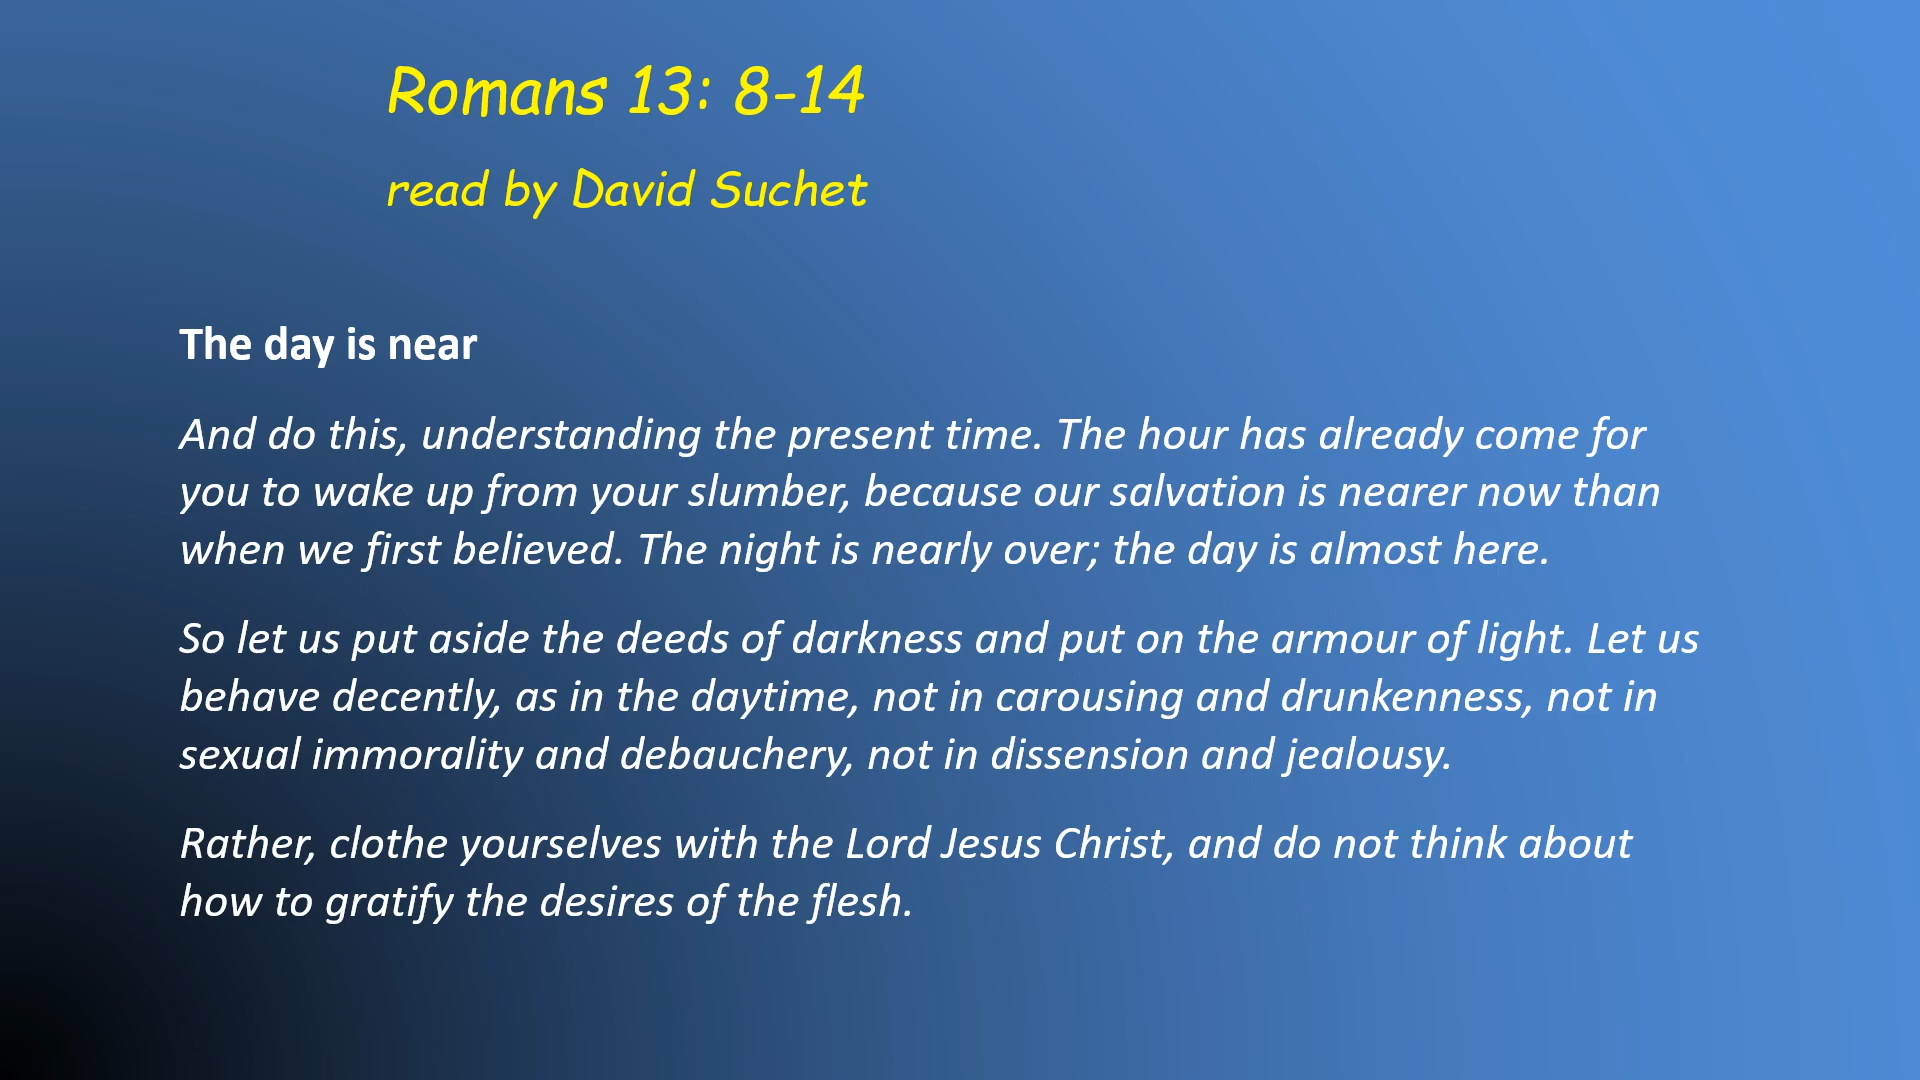 Romans 13: 8-14
read by David Suchet
The day is near
And do this, understanding the present time. The hour has already come for
you to wake up from your slumber, because our salvation is nearer now than
when we first believed. The night is nearly over; the day is almost here.
So let us put aside the deeds of darkness and put on the armour of light. Let us
behave decently, as in the daytime, not in carousing and drunkenness, not in
sexual immorality and debauchery, not in dissension and jealousy.
Rather, clothe yourselves with the Lord Jesus Christ, and do not think about
how to gratify the desires of the flesh.